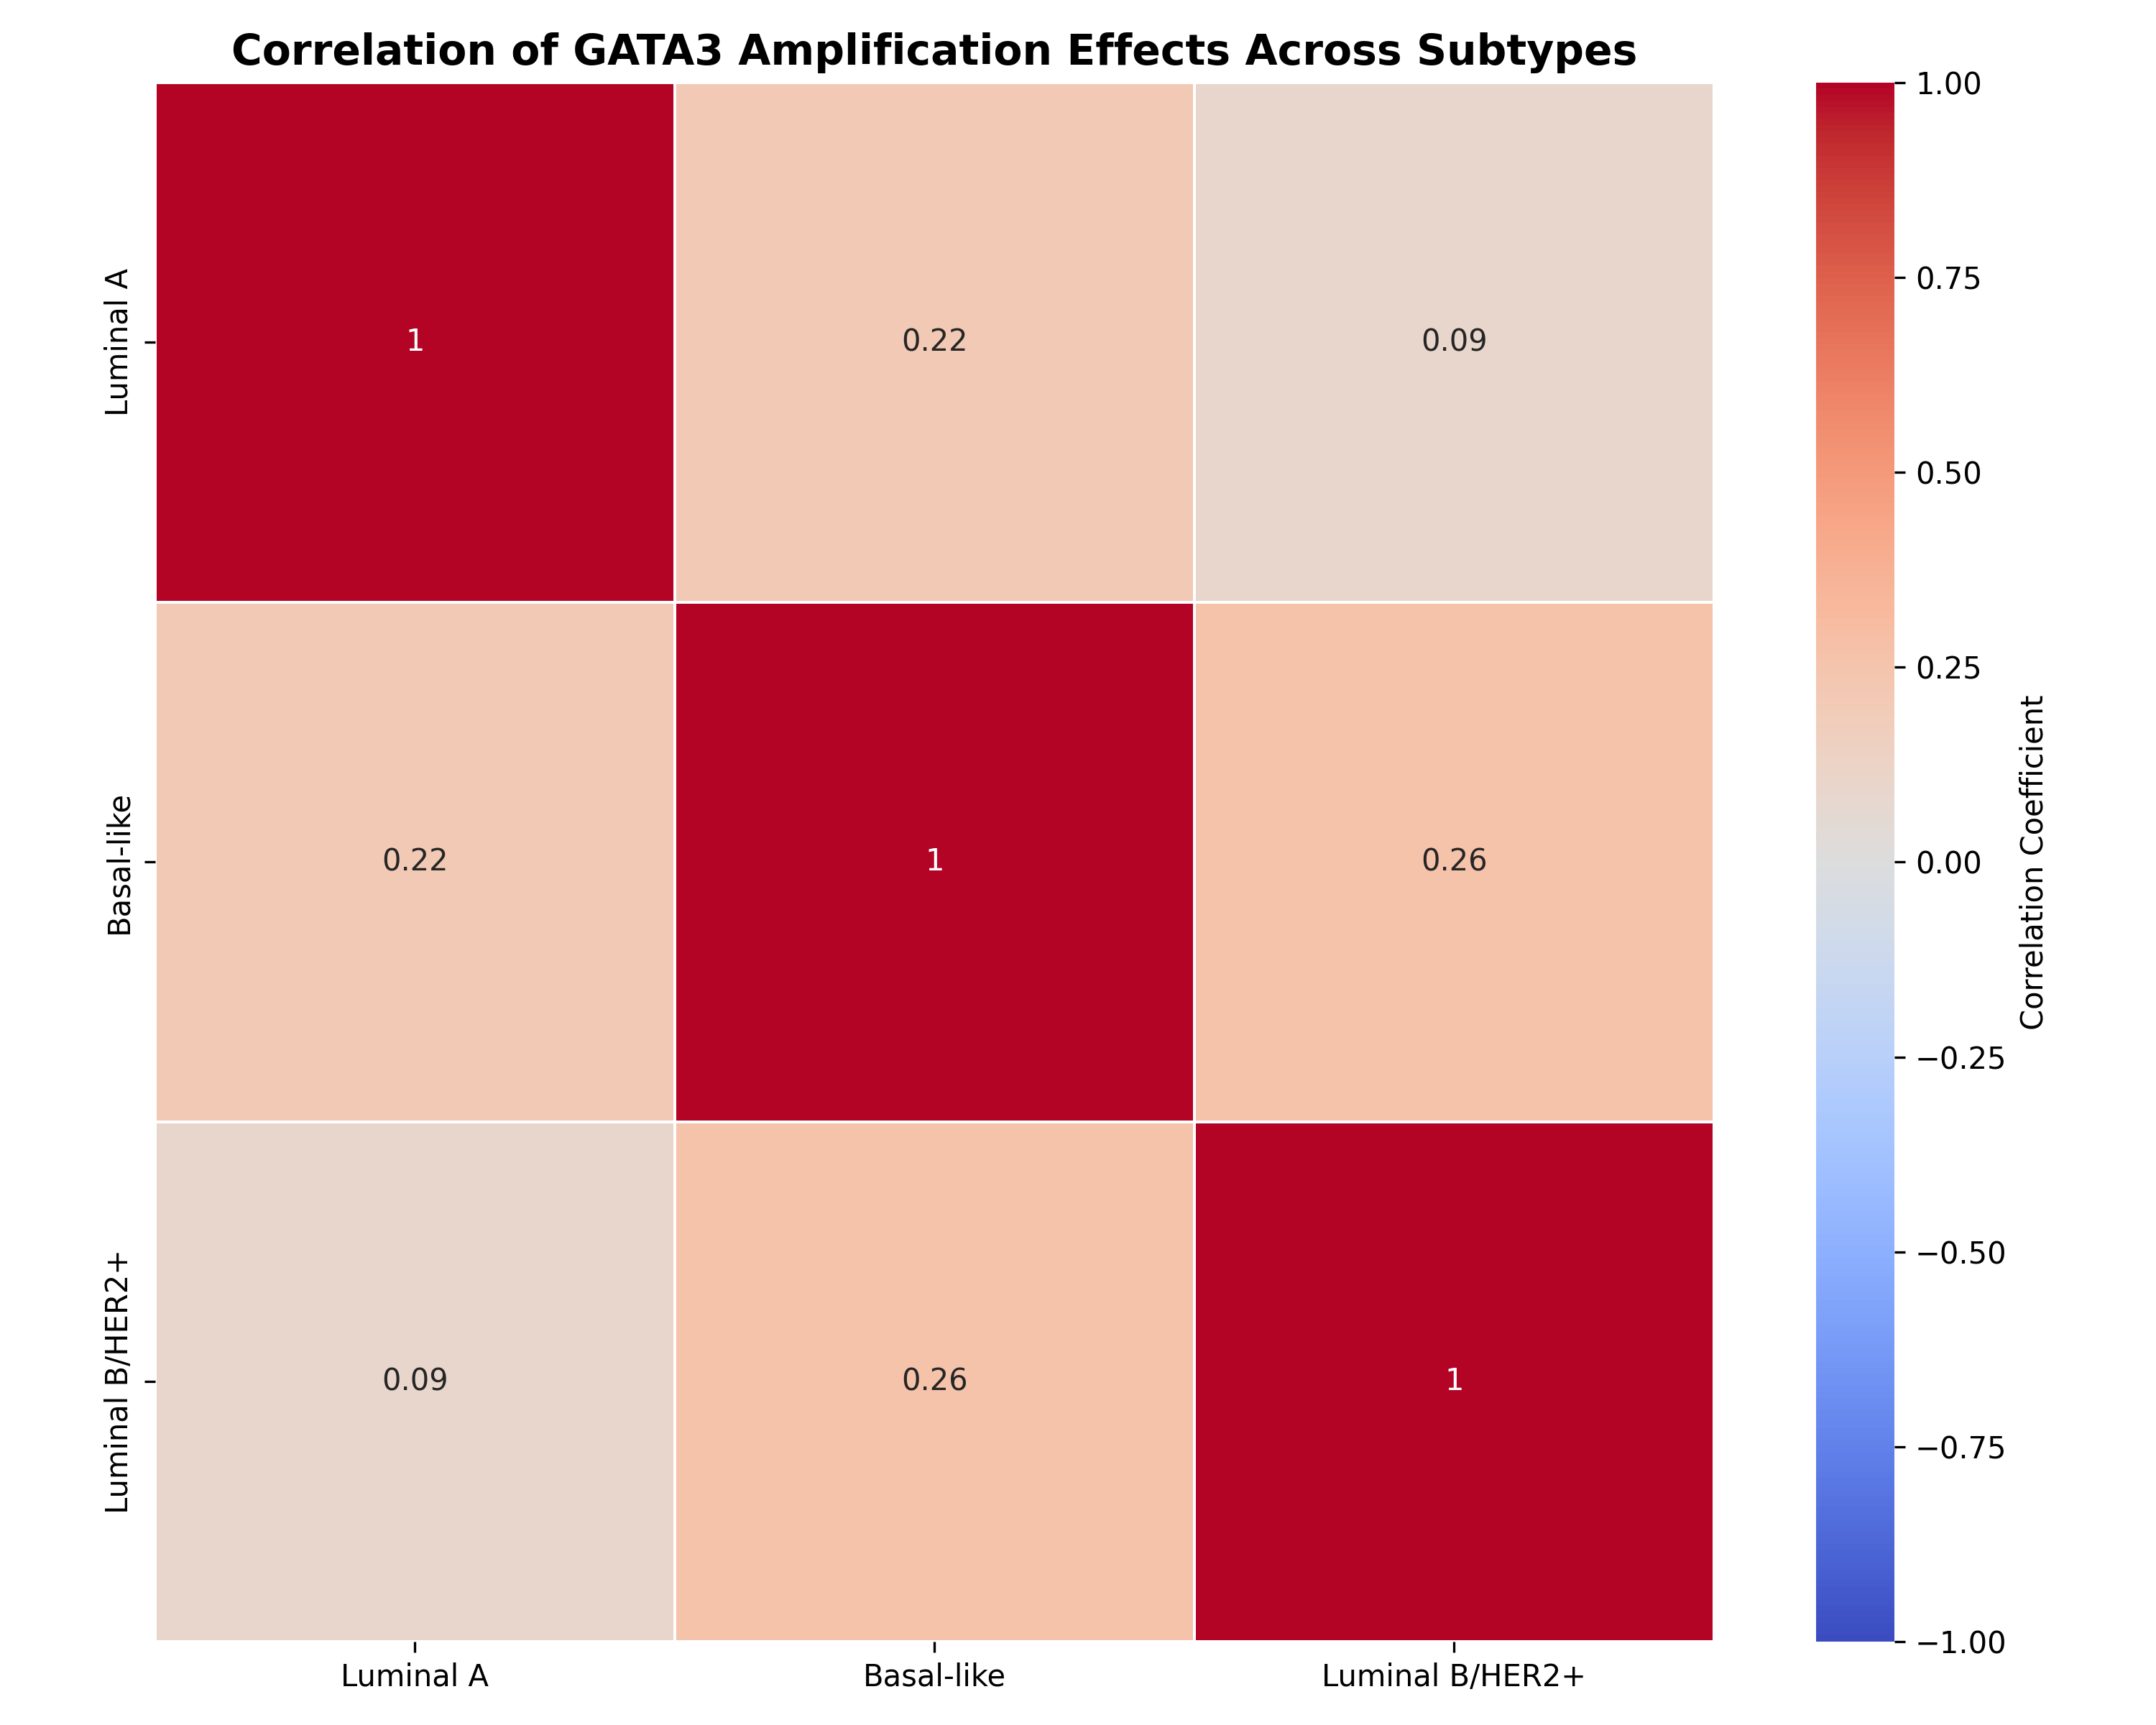 Correlation of GATA3 Amplification Effects Across Subtypes
Luminal A
Basal-like
Luminal B/HER2+
1
0.22
0.09
0.22
1
0.26
0.09
0.26
1
Luminal A
Basal-like
Luminal B/HER2+
1.00
0.75
0.50
0.25
0.00
−0.25
−0.50
−0.75
−1.00
Correlation Coefficient